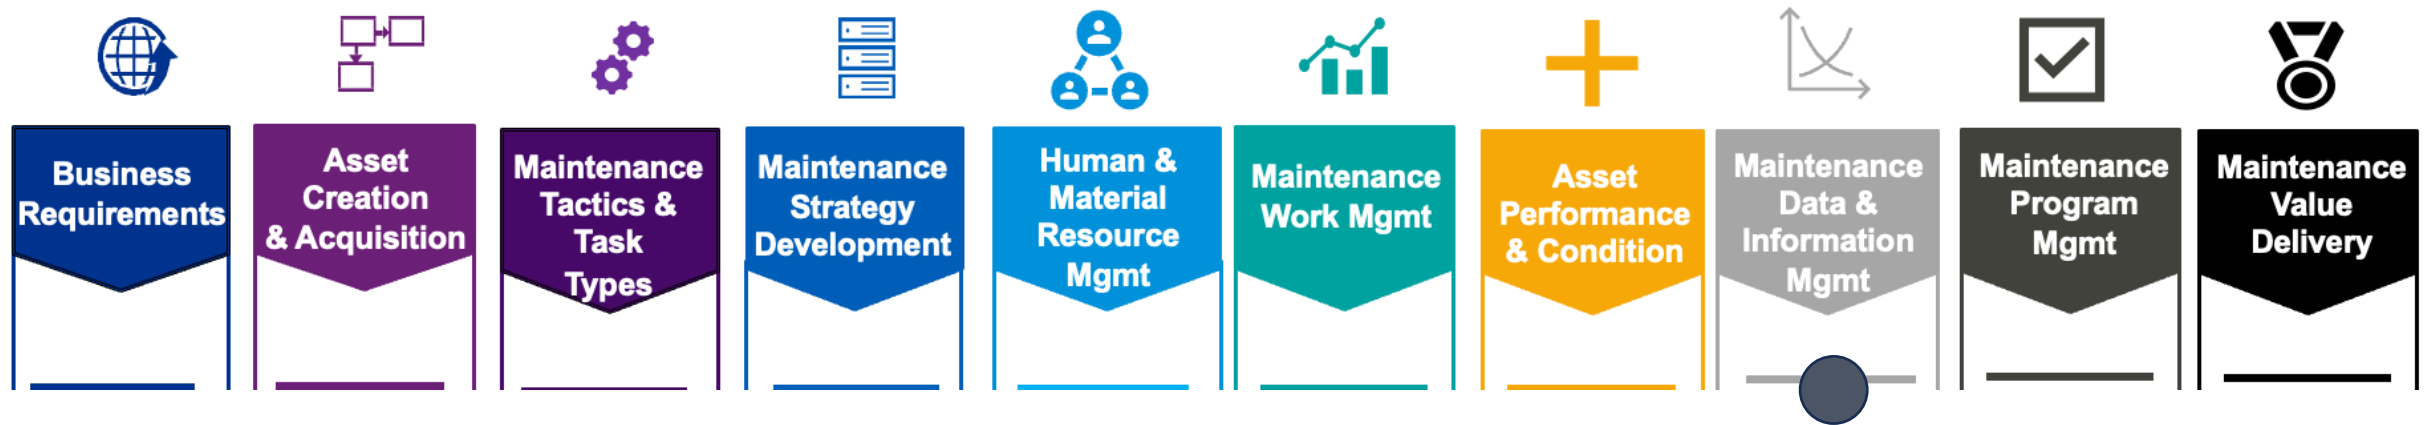 Business
Requirements
Asset
Creation
& Acquisition
Maintenance
Tactics &
Task
Types
Maintenance
Strategy
Development
Human &
Material
Resource
Mgmt
Maintenance
Work Mgmt
Asset
Performance
& Condition
Maintenance
Data &
Information
Mgmt
Maintenance
Program
Mgmt
Maintenance
Value
Delivery